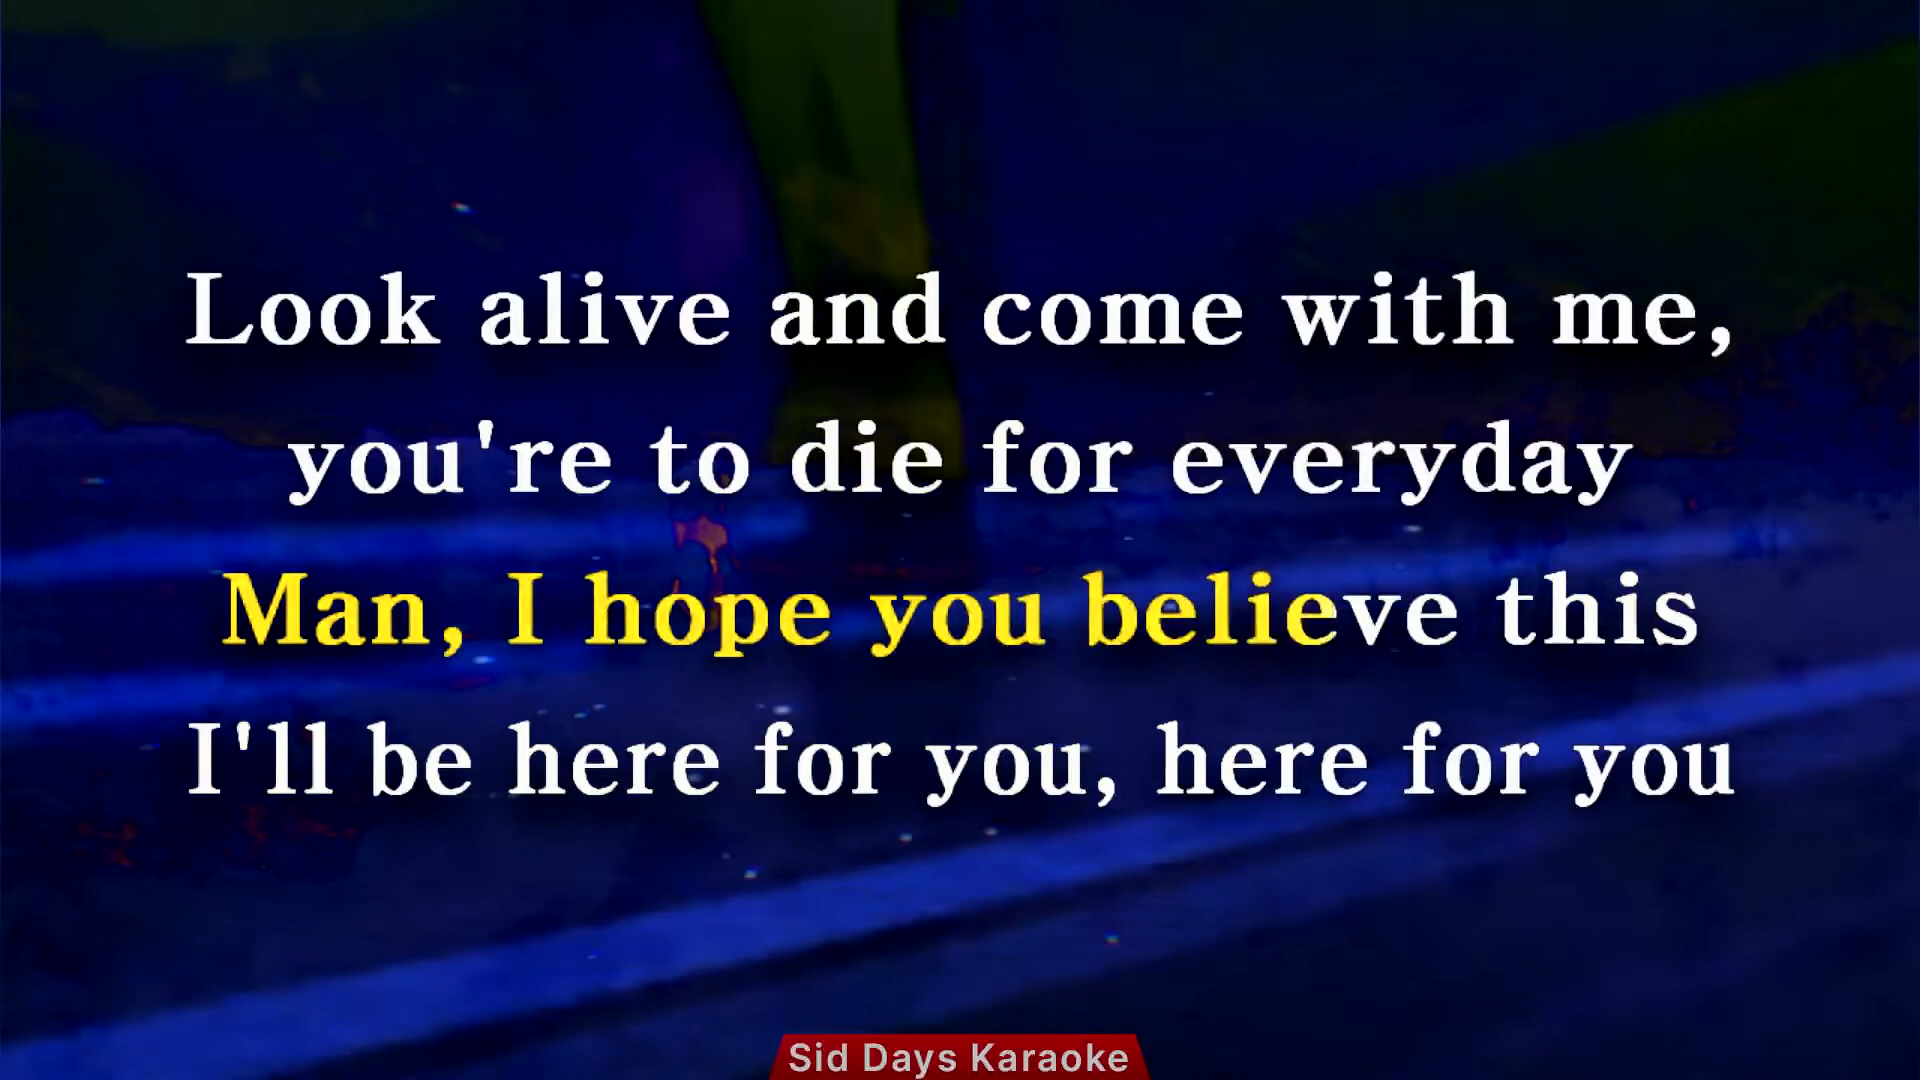 Look alive and come with me,
you're to die for everyday
Man, I hope you believe this
I'll be here for you, here for you
Sid Days Karaoke